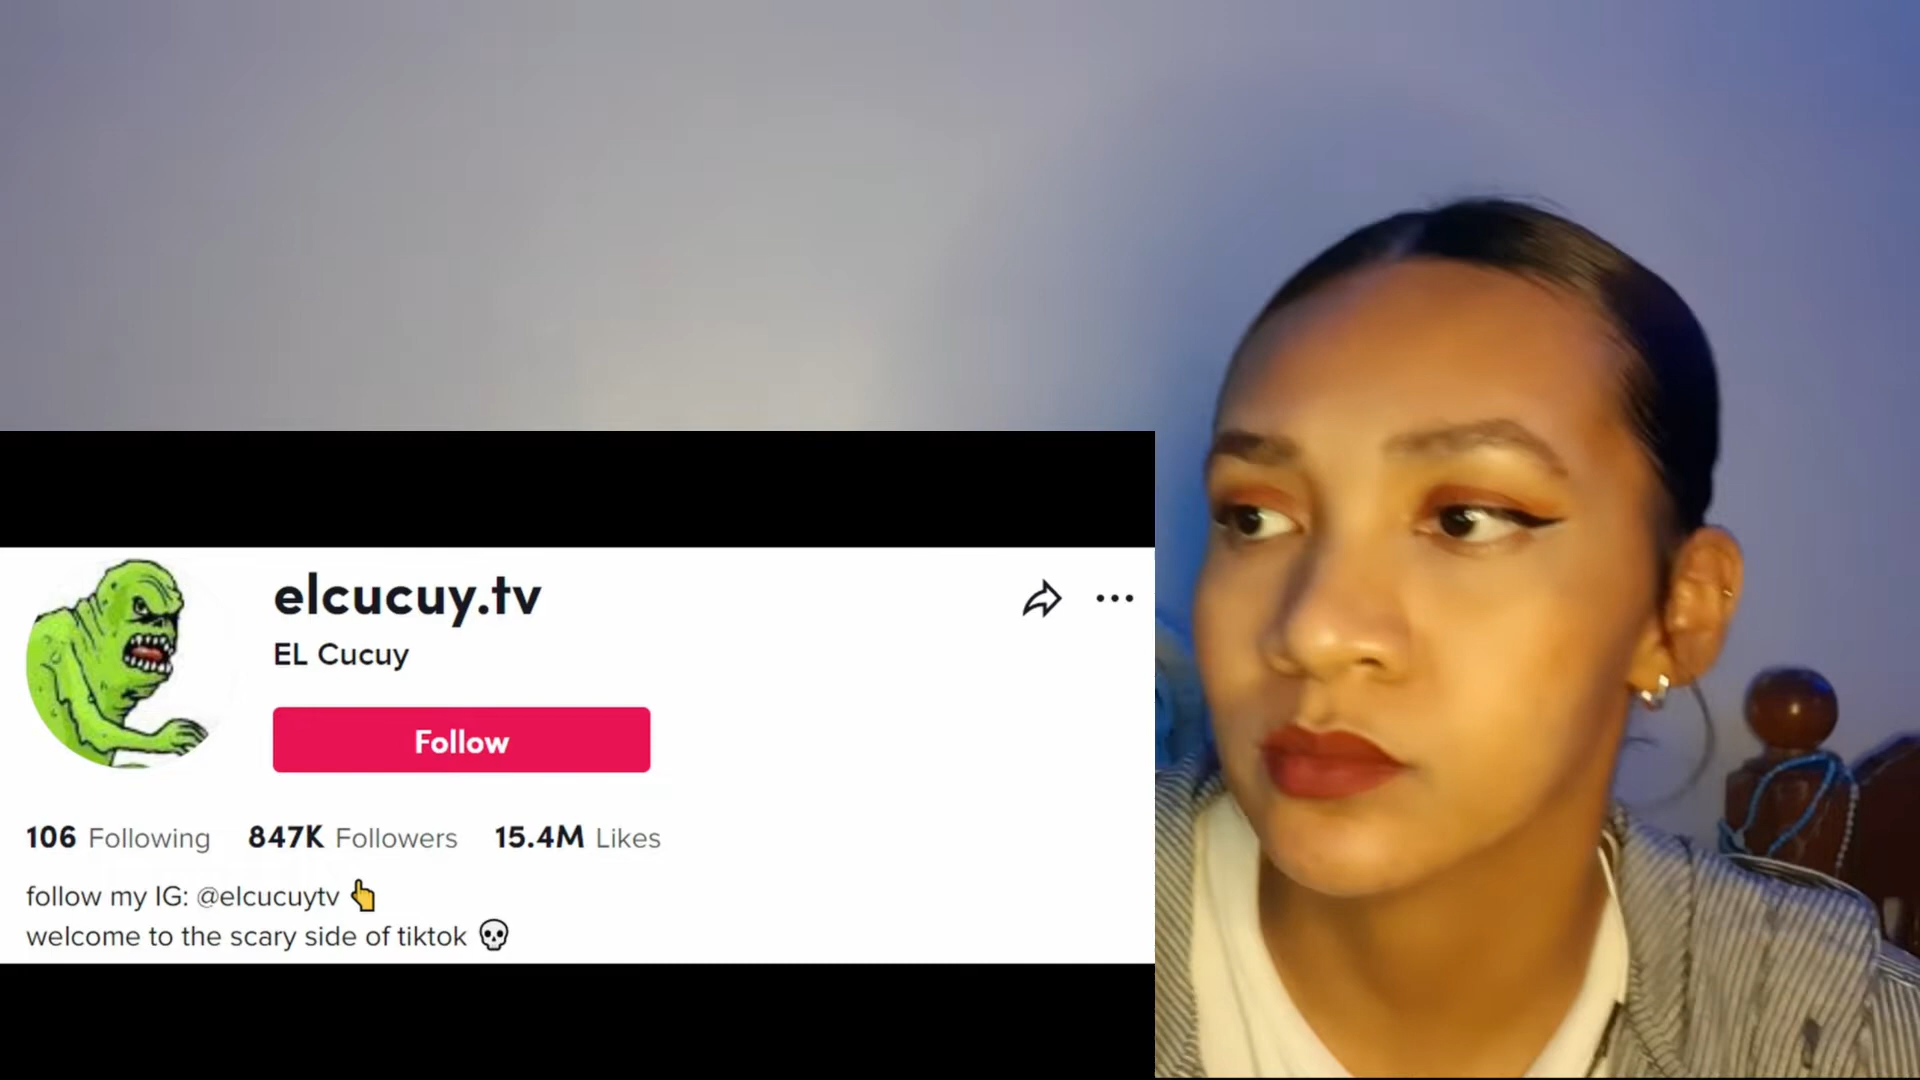 elcucuy.tv
EL Cucuy
Follow
106 Following 847K Followers 15.4M Likes
follow my IG: @elcucuytv 👆
welcome to the scary side of tiktok 💀